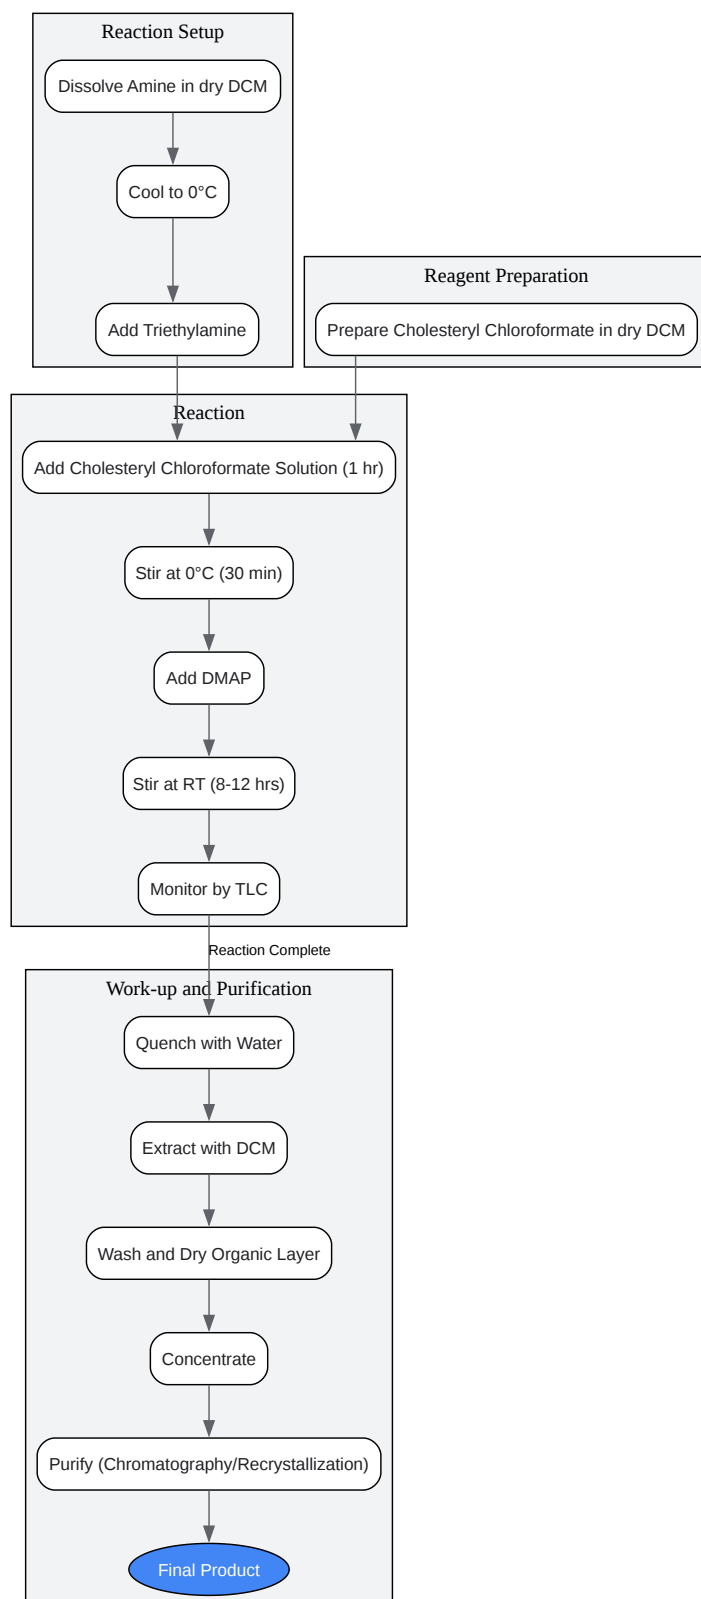 Reaction Setup
Dissolve Amine in dry DCM
Cool to 0°C
Add Triethylamine
Reagent Preparation
Prepare Cholesteryl Chloroformate in dry DCM
Reaction
Add Cholesteryl Chloroformate Solution (1 hr)
Stir at 0°C (30 min)
Add DMAP
Stir at RT (8-12 hrs)
Monitor by TLC
Reaction Complete
Work-up and Purification
Quench with Water
Extract with DCM
Wash and Dry Organic Layer
Concentrate
Purify (Chromatography/Recrystallization)
Final Product